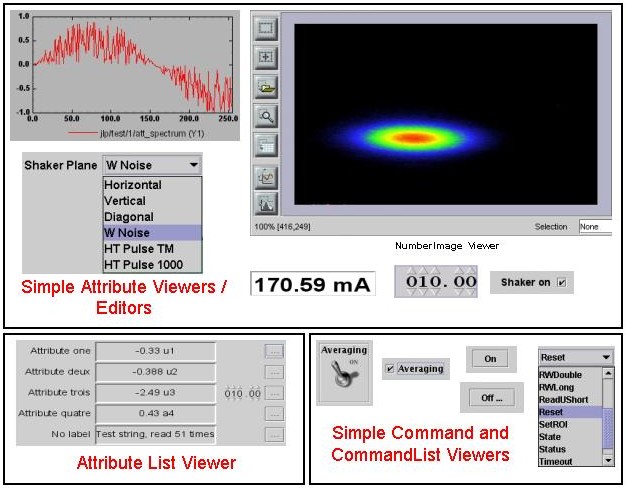 1.0
0.5
0.0
-0.5
-1.0
0.0 50.0 100.0 150.0 200.0 250.0
jlp/test/1/att_spectrum (Y1)
Shaker Plane W Noise
Horizontal
Vertical
Diagonal
W Noise
HT Pulse TM
HT Pulse 1000
Simple Attribute Viewers /
Editors
100% [416,249] Selection None
NumberImage Viewer
170.59 mA
010.00
Shaker on
Attribute one -0.33 u1 ...
Attribute deux -0.388 u2 ...
Attribute trois -2.49 u3 010.00 ...
Attribute quatre 0.43 a4 ...
No label Test string, read 51 times ...
Attribute List Viewer
Averaging
ON
Averaging
On
Off ...
Reset
RWDouble
RWLong
ReadUShort
Reset
SetROI
State
Status
Timeout
Simple Command and
CommandList Viewers